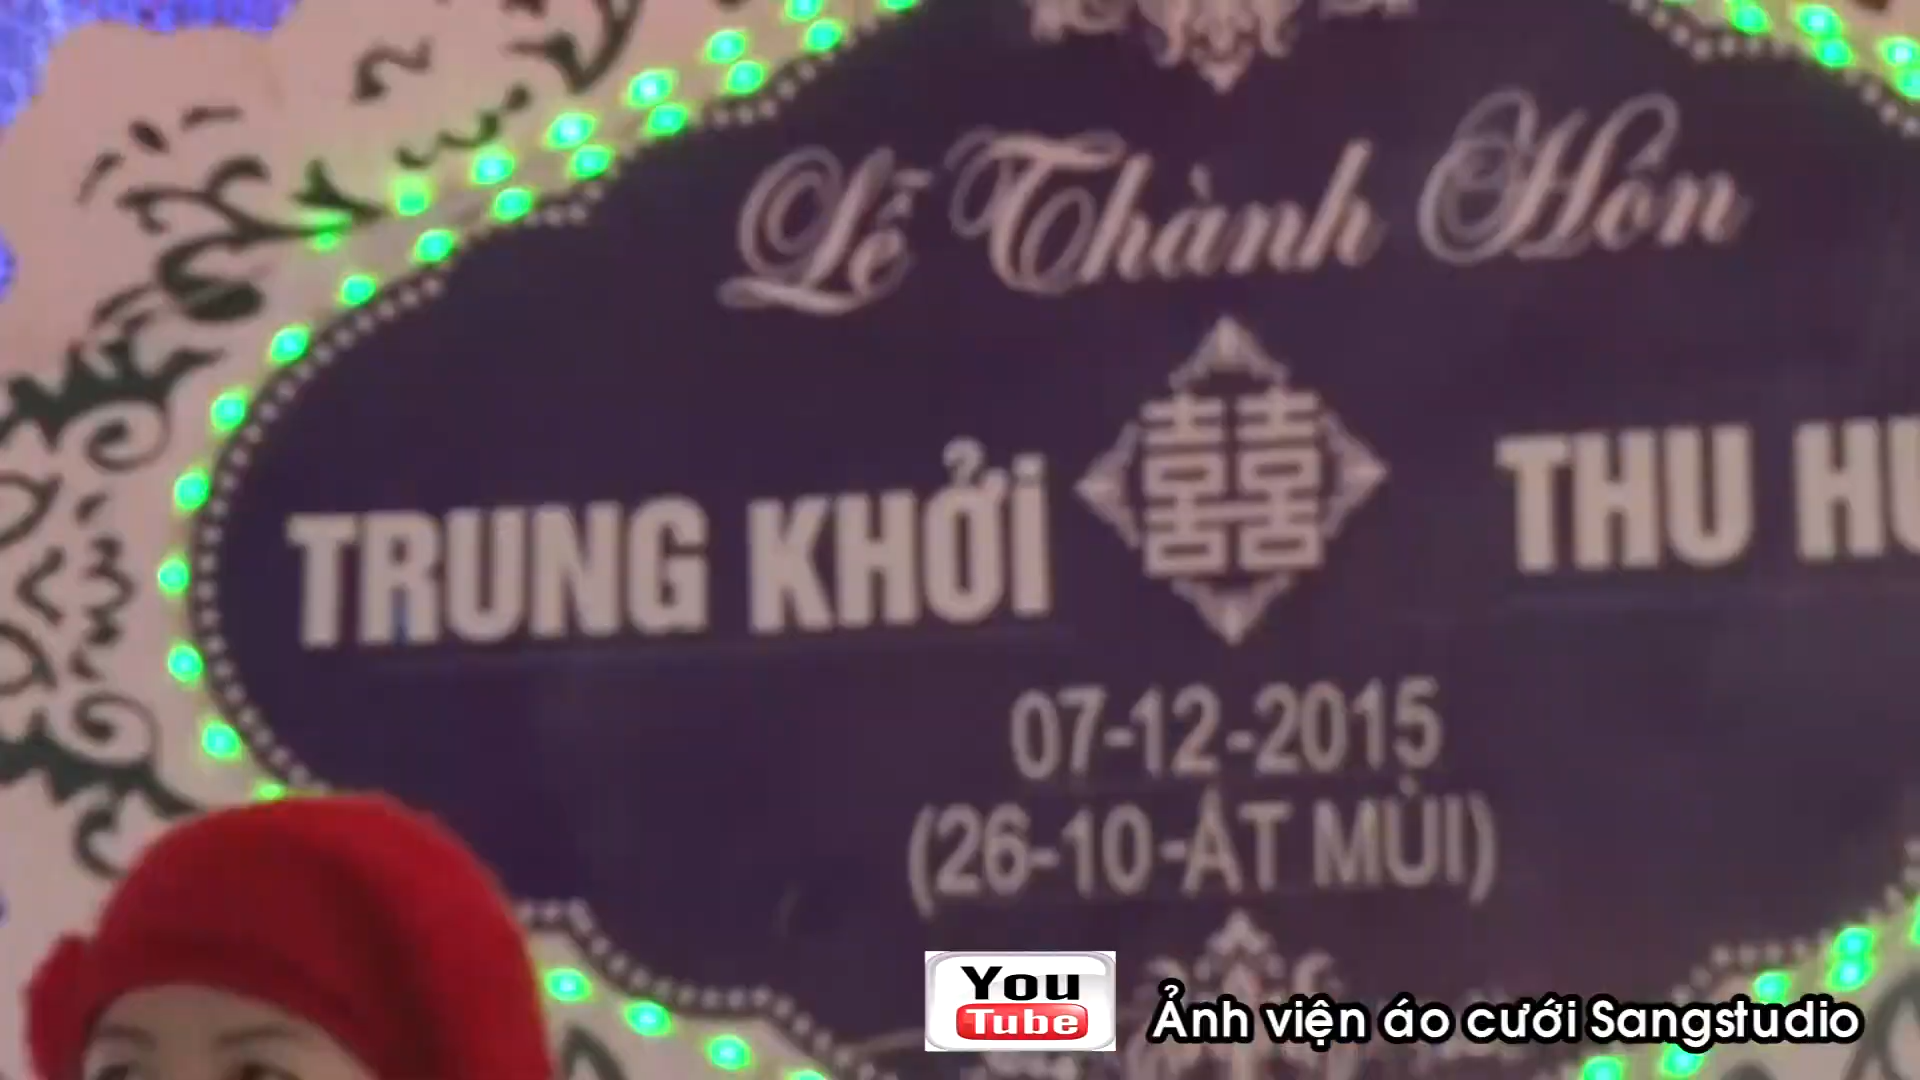 Lễ Thành Hôn
TRUNG KHỞI 囍 THU
07-12-2015
(26-10-ẤT MÙI)
You
Tube
Ảnh viện áo cưới Sangstudio